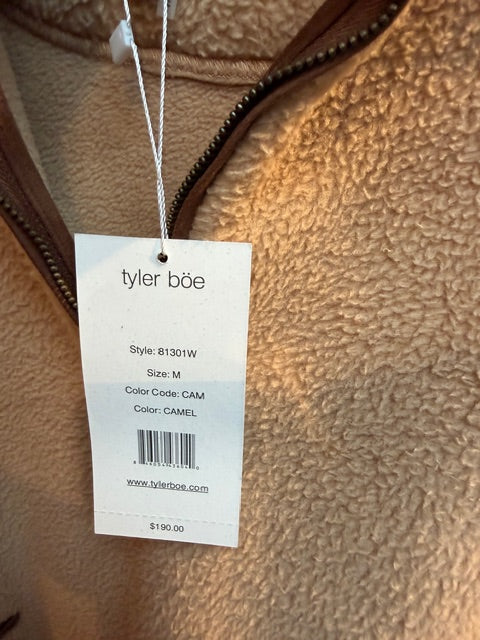 tyler böe
Style: 81301W
Size: M
Color Code: CAM
Color: CAMEL
www.tylerboe.com
$190.00